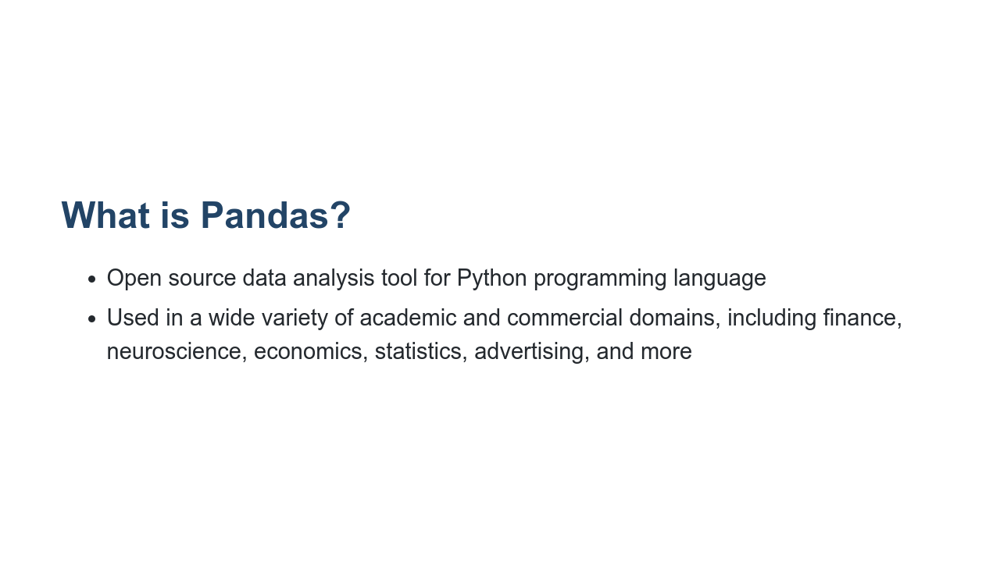 What is Pandas?
• Open source data analysis tool for Python programming language
• Used in a wide variety of academic and commercial domains, including finance,
neuroscience, economics, statistics, advertising, and more